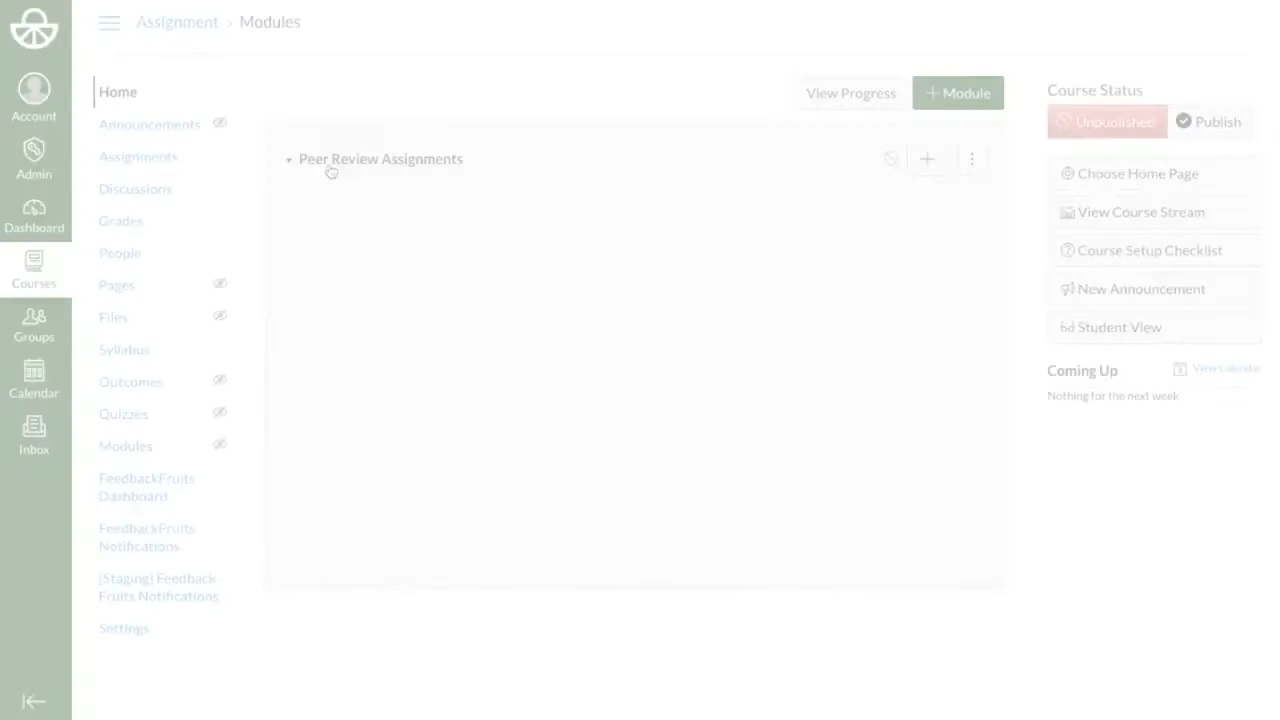 Assignment › Modules
Account
Admin
Dashboard
Courses
Groups
Calendar
Inbox
Home
Announcements
Assignments
Discussions
Grades
People
Pages
Files
Syllabus
Outcomes
Quizzes
Modules
FeedbackFruits
Dashboard
FeedbackFruits
Notifications
[Staging] Feedback
Fruits Notifications
Settings
View Progress
+ Module
Peer Review Assignments
Course Status
Unpublished
Publish
Choose Home Page
View Course Stream
Course Setup Checklist
New Announcement
Student View
Coming Up
View Calendar
Nothing for the next week